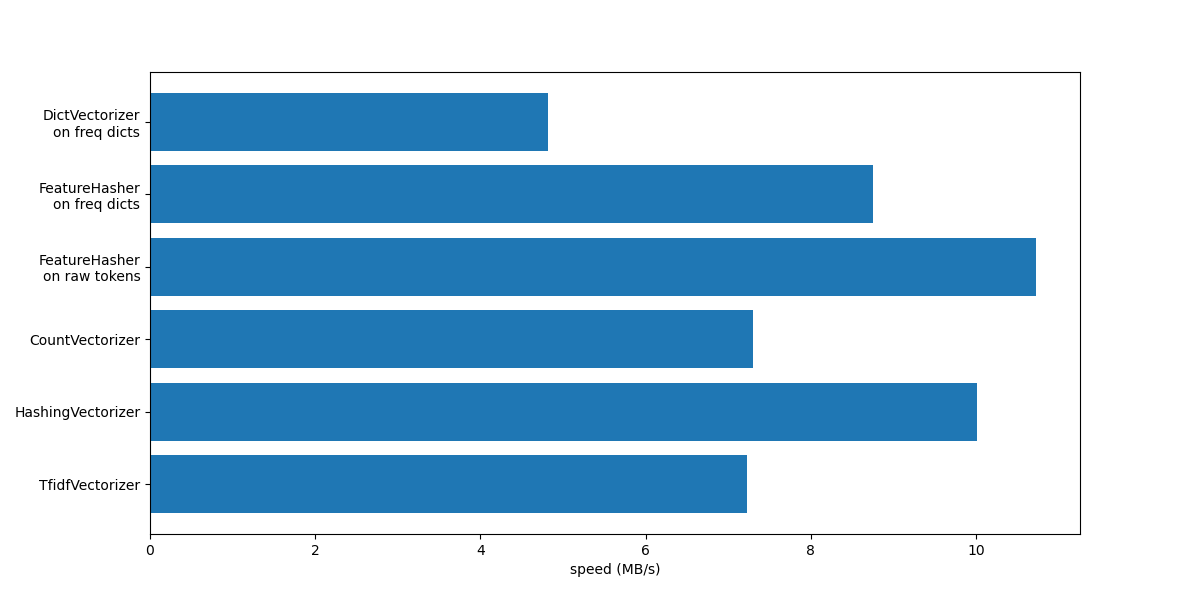 DictVectorizer
on freq dicts
FeatureHasher
on freq dicts
FeatureHasher
on raw tokens
CountVectorizer
HashingVectorizer
TfidfVectorizer
0 2 4 6 8 10
speed (MB/s)